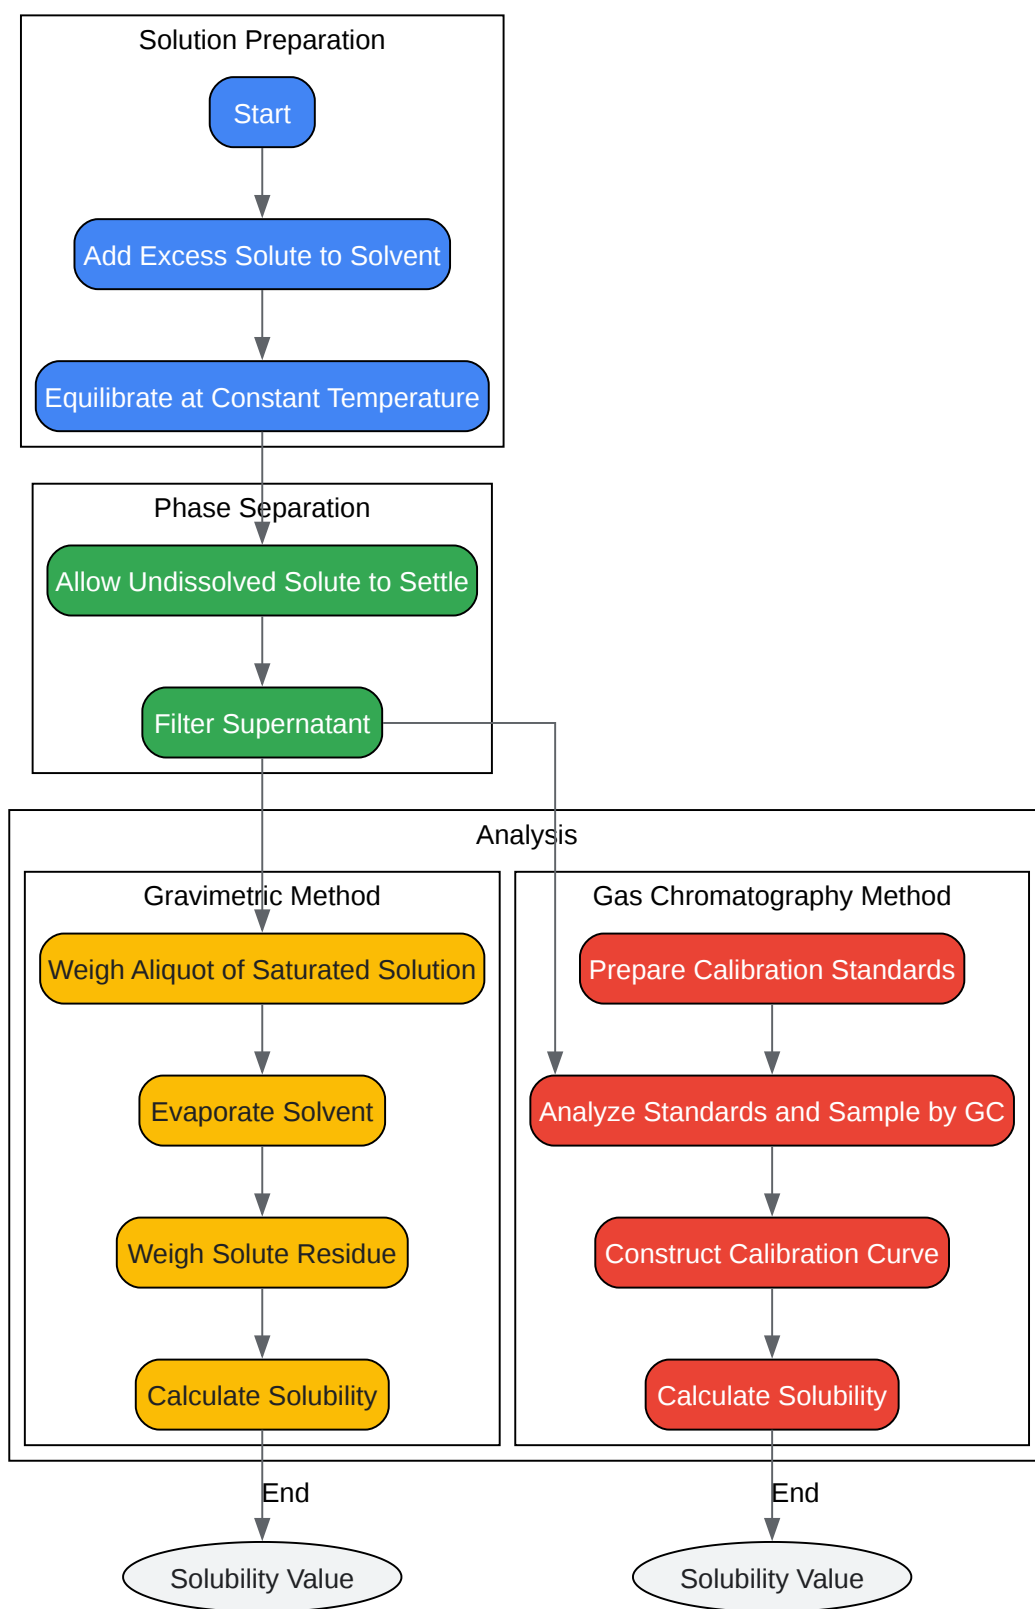 Solution Preparation
Start
Add Excess Solute to Solvent
Equilibrate at Constant Temperature
Phase Separation
Allow Undissolved Solute to Settle
Filter Supernatant
Analysis
Gravimetric Method
Weigh Aliquot of Saturated Solution
Evaporate Solvent
Weigh Solute Residue
Calculate Solubility
End
Solubility Value
Gas Chromatography Method
Prepare Calibration Standards
Analyze Standards and Sample by GC
Construct Calibration Curve
Calculate Solubility
End
Solubility Value